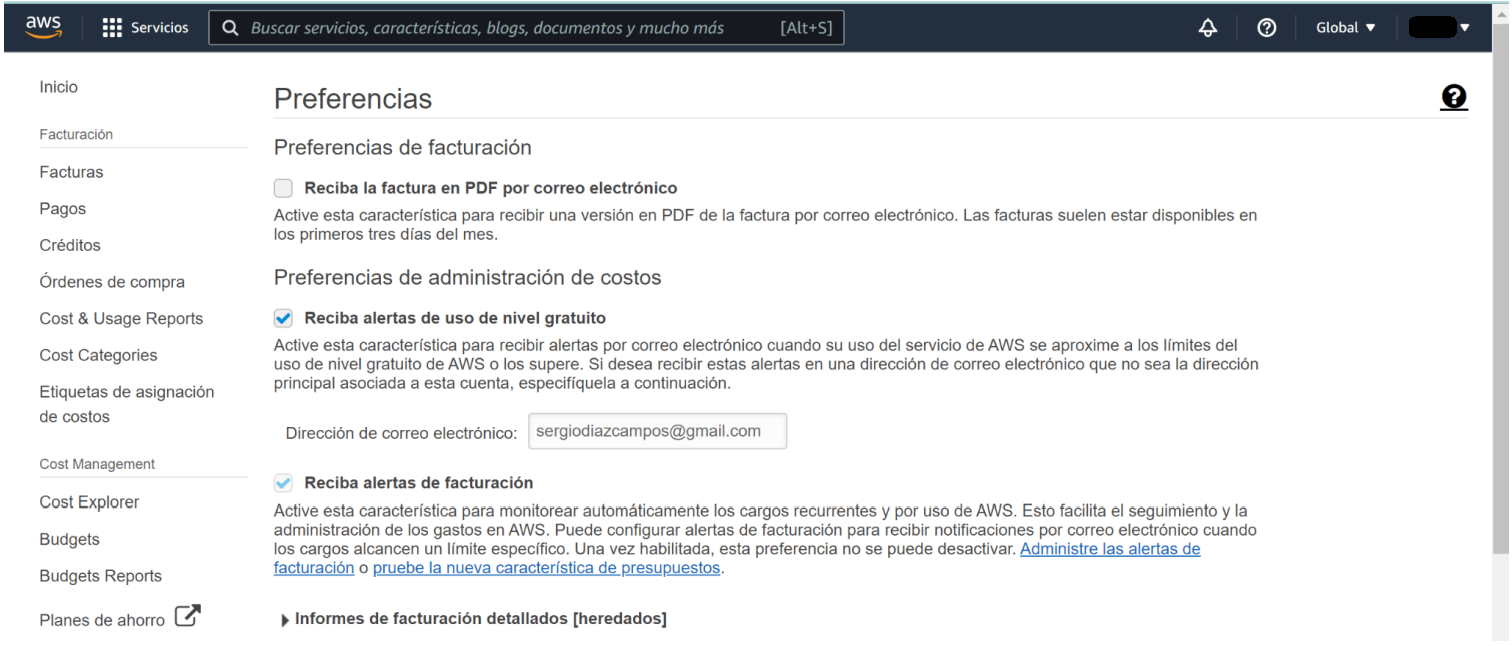 aws
Servicios
Buscar servicios, características, blogs, documentos y mucho más [Alt+S]
Global
Inicio
Facturación
Facturas
Pagos
Créditos
Órdenes de compra
Cost & Usage Reports
Cost Categories
Etiquetas de asignación
de costos
Cost Management
Cost Explorer
Budgets
Budgets Reports
Planes de ahorro
Preferencias
Preferencias de facturación
Reciba la factura en PDF por correo electrónico
Active esta característica para recibir una versión en PDF de la factura por correo electrónico. Las facturas suelen estar disponibles en
los primeros tres días del mes.
Preferencias de administración de costos
Reciba alertas de uso de nivel gratuito
Active esta característica para recibir alertas por correo electrónico cuando su uso del servicio de AWS se aproxime a los límites del
uso de nivel gratuito de AWS o los supere. Si desea recibir estas alertas en una dirección de correo electrónico que no sea la dirección
principal asociada a esta cuenta, especifíquela a continuación.
Dirección de correo electrónico: sergiodiazcampos@gmail.com
Reciba alertas de facturación
Active esta característica para monitorear automáticamente los cargos recurrentes y por uso de AWS. Esto facilita el seguimiento y la
administración de los gastos en AWS. Puede configurar alertas de facturación para recibir notificaciones por correo electrónico cuando
los cargos alcancen un límite específico. Una vez habilitada, esta preferencia no se puede desactivar. Administre las alertas de
facturación o pruebe la nueva característica de presupuestos.
Informes de facturación detallados [heredados]